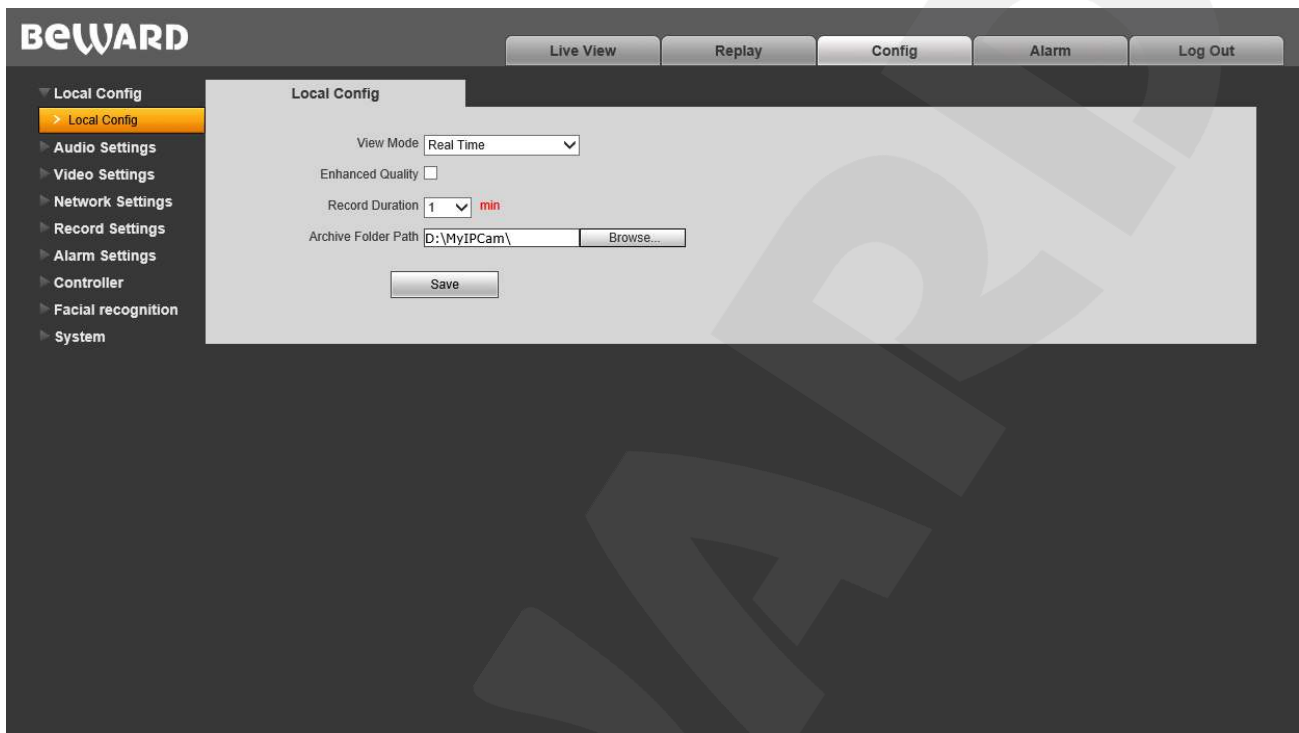 BEWARD
Live View
Replay
Config
Alarm
Log Out
Local Config
> Local Config
Audio Settings
Video Settings
Network Settings
Record Settings
Alarm Settings
Controller
Facial recognition
System
Local Config
View Mode Real Time
Enhanced Quality
Record Duration 1 min
Archive Folder Path D:\MyIPCam\ Browse...
Save